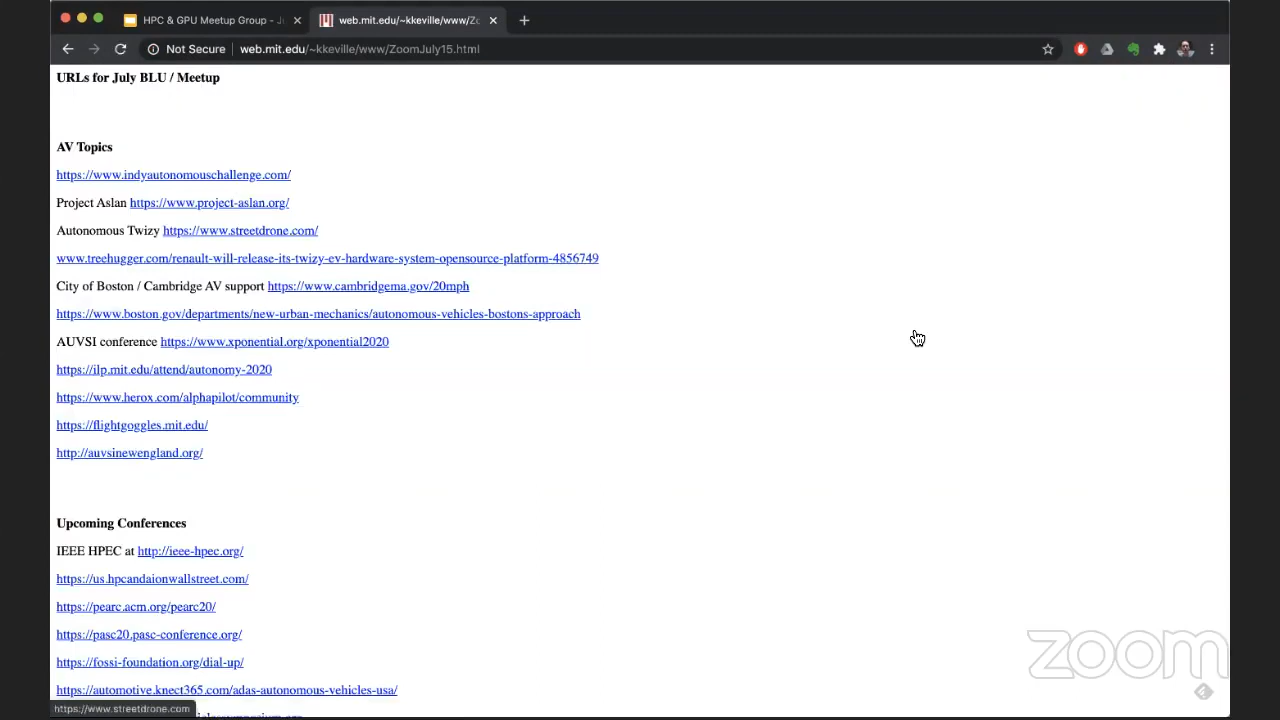 HPC & GPU Meetup Group -
web.mit.edu/~kkeville/www/Zo
Not Secure
web.mit.edu/~kkeville/www/ZoomJuly15.html
URLs for July BLU / Meetup
AV Topics
https://www.indyautonomouschallenge.com/
Project Aslan https://www.project-aslan.org/
Autonomous Twizy https://www.streetdrone.com/
www.treehugger.com/renault-will-release-its-twizy-ev-hardware-system-opensource-platform-4856749
City of Boston / Cambridge AV support https://www.cambridgema.gov/20mph
https://www.boston.gov/departments/new-urban-mechanics/autonomous-vehicles-bostons-approach
AUVSI conference https://www.xponential.org/xponential2020
https://ilp.mit.edu/attend/autonomy-2020
https://www.herox.com/alphapilot/community
https://flightgoggles.mit.edu/
http://auvsinewengland.org/
Upcoming Conferences
IEEE HPEC at http://ieee-hpec.org/
https://us.hpcandaionwallstreet.com/
https://pearc.acm.org/pearc20/
https://pasc20.pasc-conference.org/
https://fossi-foundation.org/dial-up/
https://automotive.knect365.com/adas-autonomous-vehicles-usa/
https://www.streetdrone.com
zoom